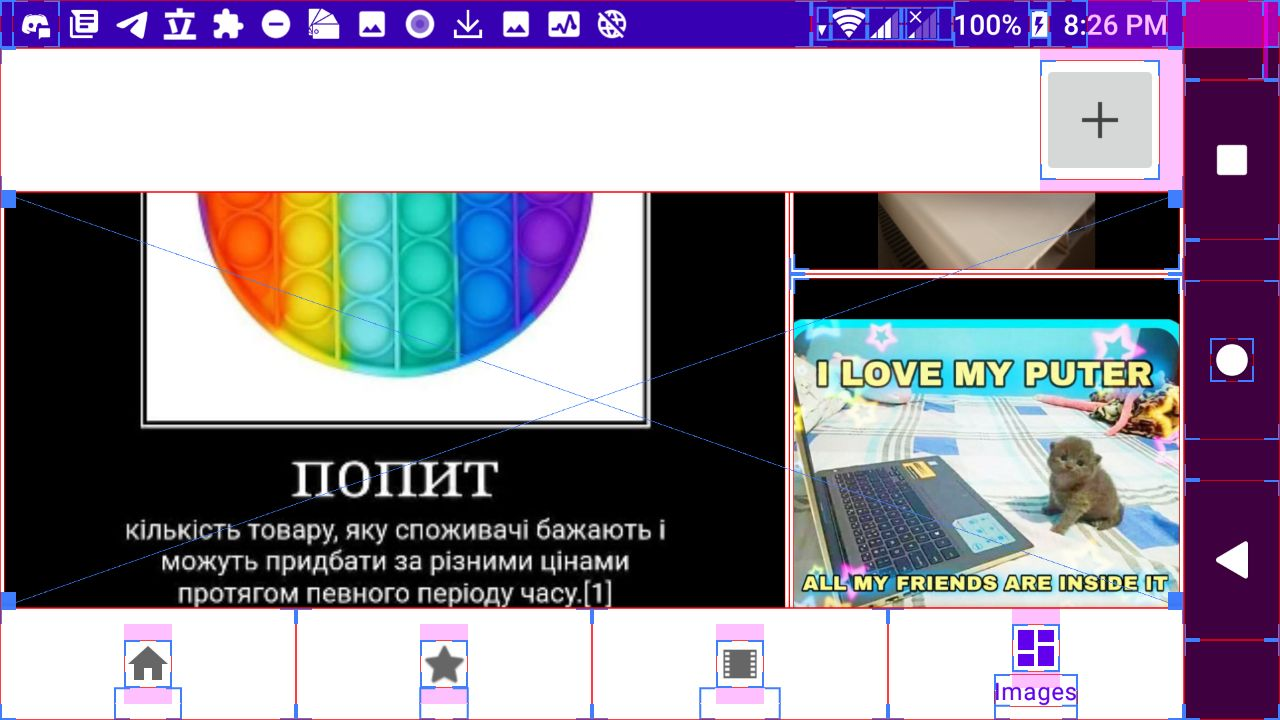 100% 8:26 PM
ПОПИТ
кількість товару, яку споживачі бажають і
можуть придбати за різними цінами
протягом певного періоду часу.[1]
I LOVE MY PUTER
ALL MY FRIENDS ARE INSIDE IT
Images